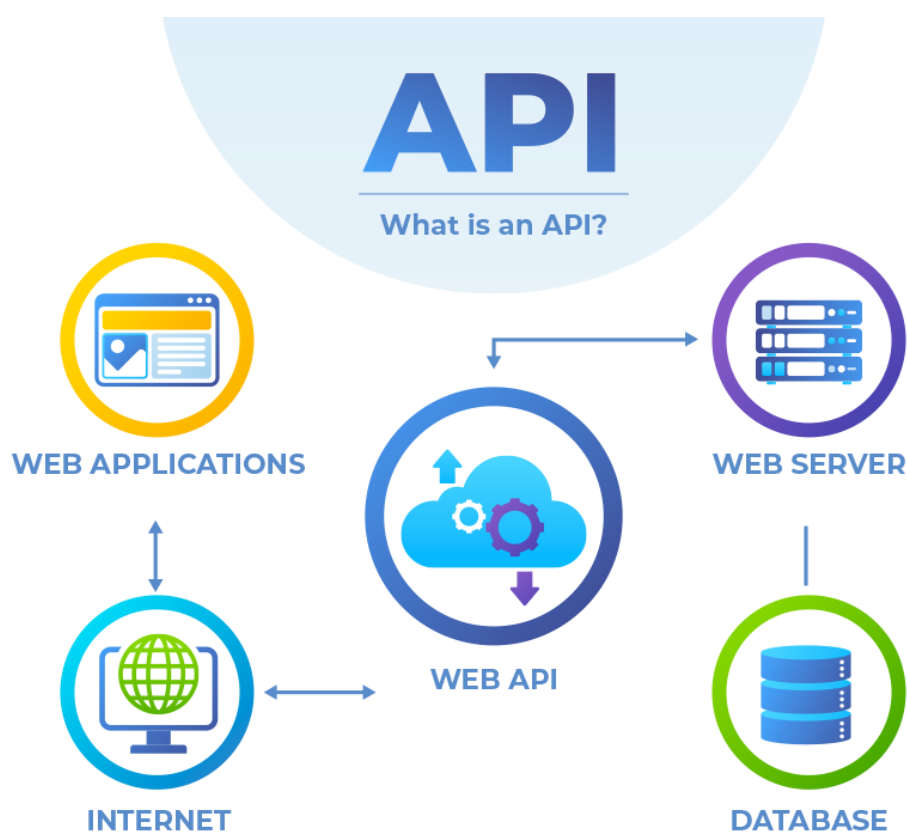 API
What is an API?
WEB APPLICATIONS
WEB SERVER
WEB API
INTERNET
DATABASE